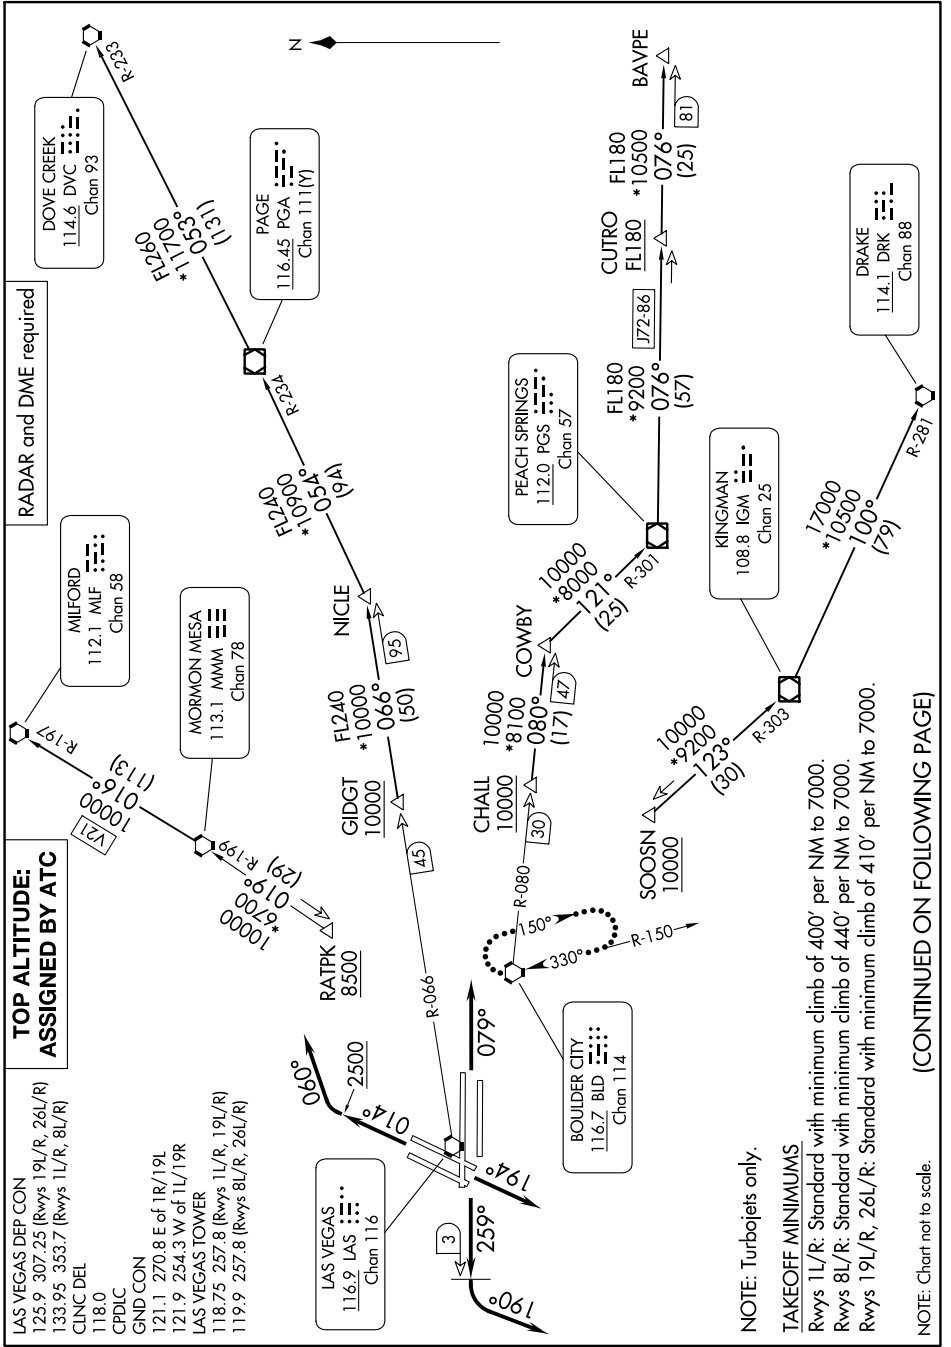 LAS VEGAS DEP CON
125.9 307.25 (Rwys 19L/R, 26L/R)
133.95 353.7 (Rwys 1L/R, 8L/R)
CLNC DEL
118.0
CPDLC
GND CON
121.1 270.8 E of 1R/19L
121.9 254.3 W of 1L/19R
LAS VEGAS TOWER
118.75 257.8 (Rwys 1L/R, 19L/R)
119.9 257.8 (Rwys 8L/R, 26L/R)
TOP ALTITUDE:
ASSIGNED BY ATC
RADAR and DME required
MILFORD
112.1 MLF
Chan 58
R-197
V21
10000
016°
(113)
MORMON MESA
113.1 MMM
Chan 78
R-199
10000
*6700
019°
(29)
RATPK
8500
DOVE CREEK
114.6 DVC
Chan 93
R-233
FL260
*11700
053°
(131)
PAGE
116.45 PGA
Chan 111(Y)
R-234
FL240
*10900
054°
(94)
NICLE
95
FL240
*10000
066°
(50)
GIDGT
10000
45
R-066
N
060°
2500
014°
079°
LAS VEGAS
116.9 LAS
Chan 116
194°
3
259°
190°
BOULDER CITY
116.7 BLD
Chan 114
150°
330°
R-150
R-080
30
CHALL
10000
10000
*8100
080°
(17)
47
COWBY
10000
*8000
121°
(25)
R-301
PEACH SPRINGS
112.0 PGS
Chan 57
FL180
*9200
076°
(57)
J72-86
CUTRO
FL180
FL180
*10500
076°
(25)
81
BAVPE
SOOSN
10000
10000
*9200
123°
(30)
R-303
KINGMAN
108.8 IGM
Chan 25
17000
*10500
100°
(79)
R-281
DRAKE
114.1 DRK
Chan 88
NOTE: Turbojets only.
TAKEOFF MINIMUMS
Rwys 1L/R: Standard with minimum climb of 400' per NM to 7000.
Rwys 8L/R: Standard with minimum climb of 440' per NM to 7000.
Rwys 19L/R, 26L/R: Standard with minimum climb of 410' per NM to 7000.
NOTE: Chart not to scale.
(CONTINUED ON FOLLOWING PAGE)